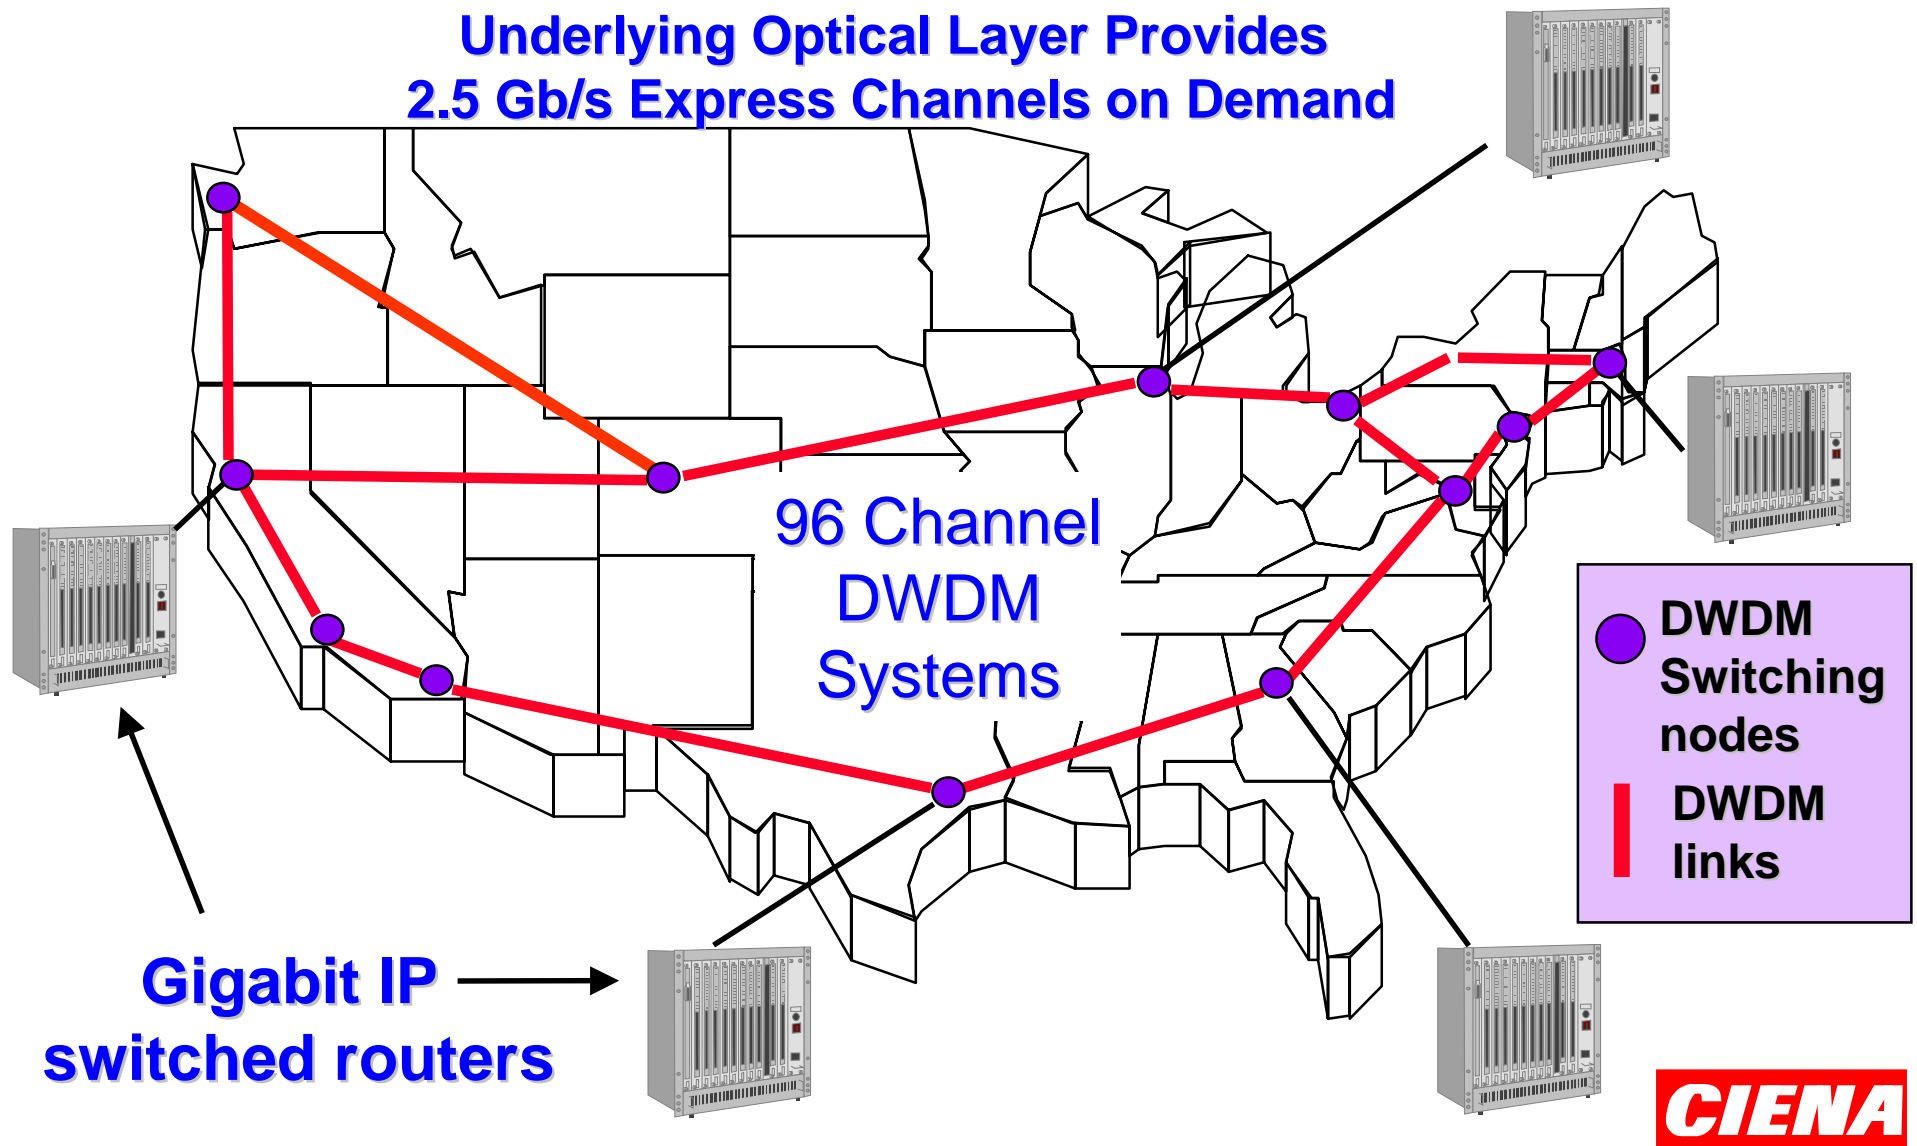 Underlying Optical Layer Provides
2.5 Gb/s Express Channels on Demand
96 Channel
DWDM
Systems
DWDM
Switching
nodes
DWDM
links
Gigabit IP
switched routers
CIENA